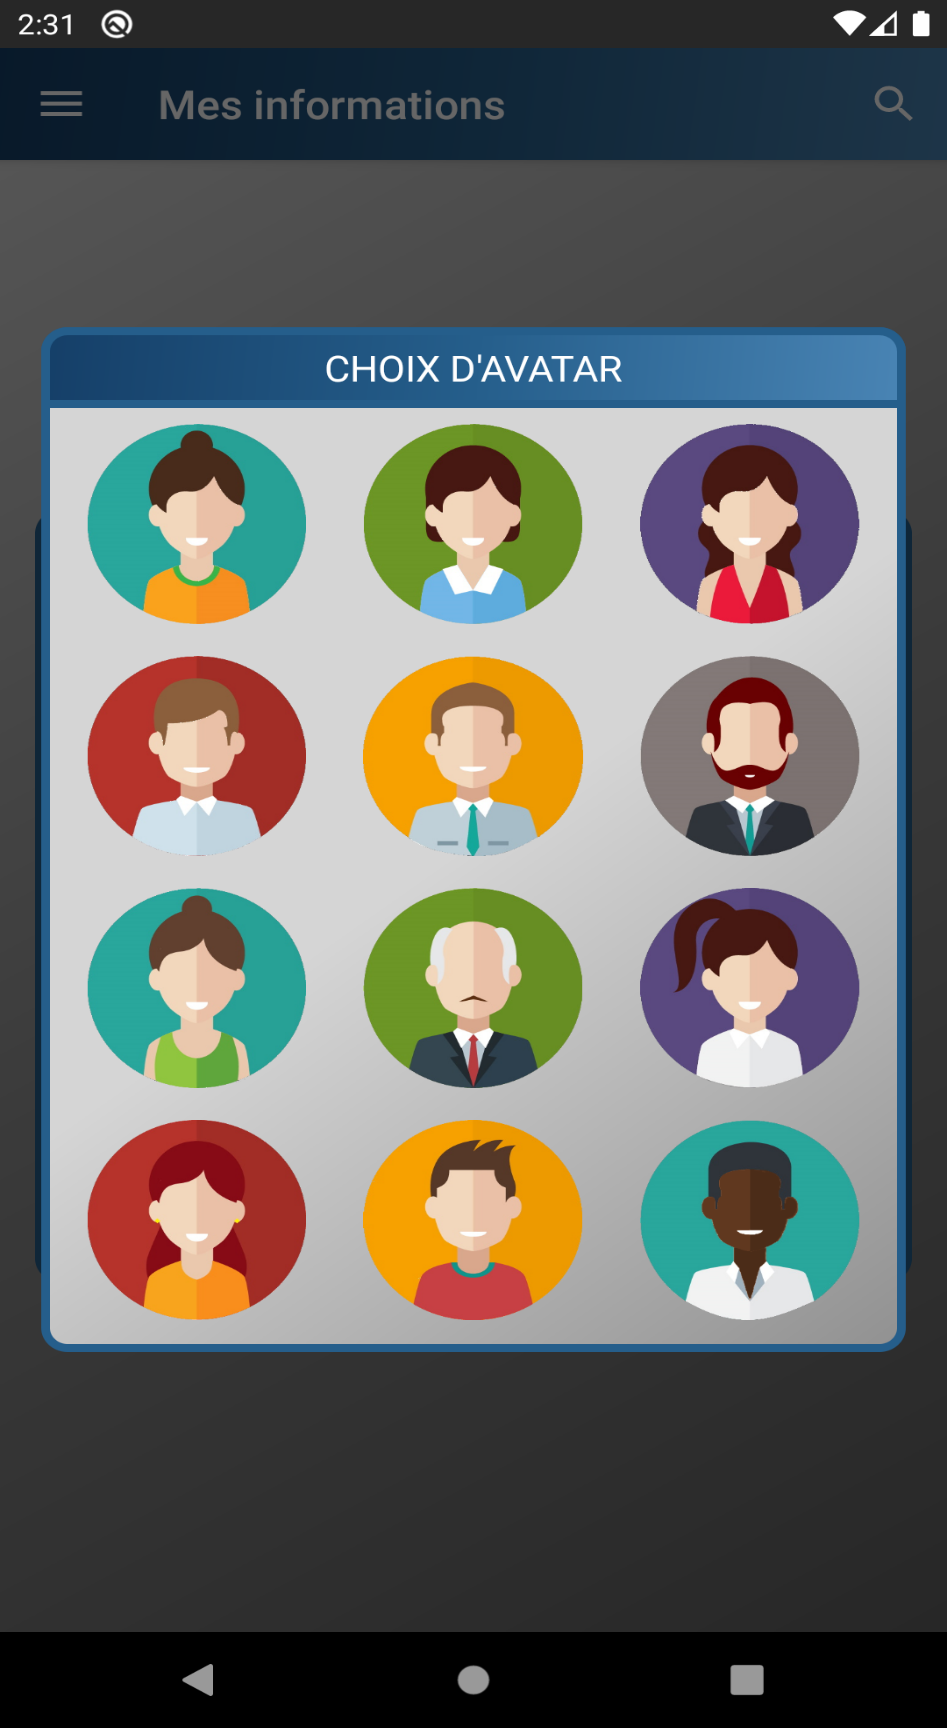 2:31
Mes informations
CHOIX D'AVATAR